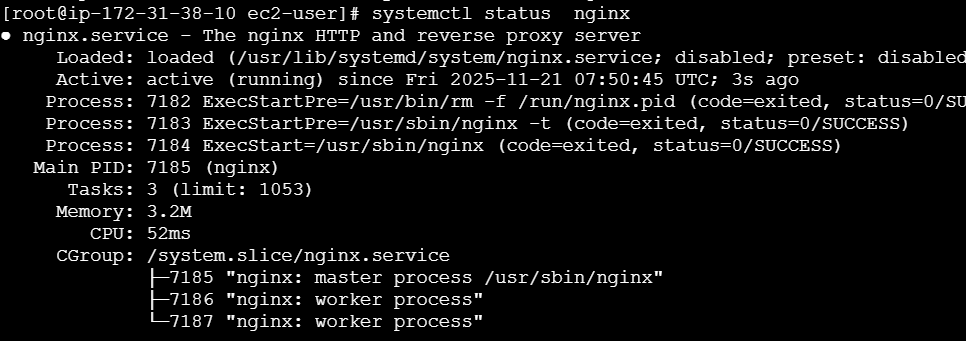 [root@ip-172-31-38-10 ec2-user]# systemctl status  nginx
● nginx.service - The nginx HTTP and reverse proxy server
     Loaded: loaded (/usr/lib/systemd/system/nginx.service; disabled; preset: disabled
     Active: active (running) since Fri 2025-11-21 07:50:45 UTC; 3s ago
    Process: 7182 ExecStartPre=/usr/bin/rm -f /run/nginx.pid (code=exited, status=0/SU
    Process: 7183 ExecStartPre=/usr/sbin/nginx -t (code=exited, status=0/SUCCESS)
    Process: 7184 ExecStart=/usr/sbin/nginx (code=exited, status=0/SUCCESS)
   Main PID: 7185 (nginx)
      Tasks: 3 (limit: 1053)
     Memory: 3.2M
        CPU: 52ms
     CGroup: /system.slice/nginx.service
             ├─7185 "nginx: master process /usr/sbin/nginx"
             ├─7186 "nginx: worker process"
             └─7187 "nginx: worker process"